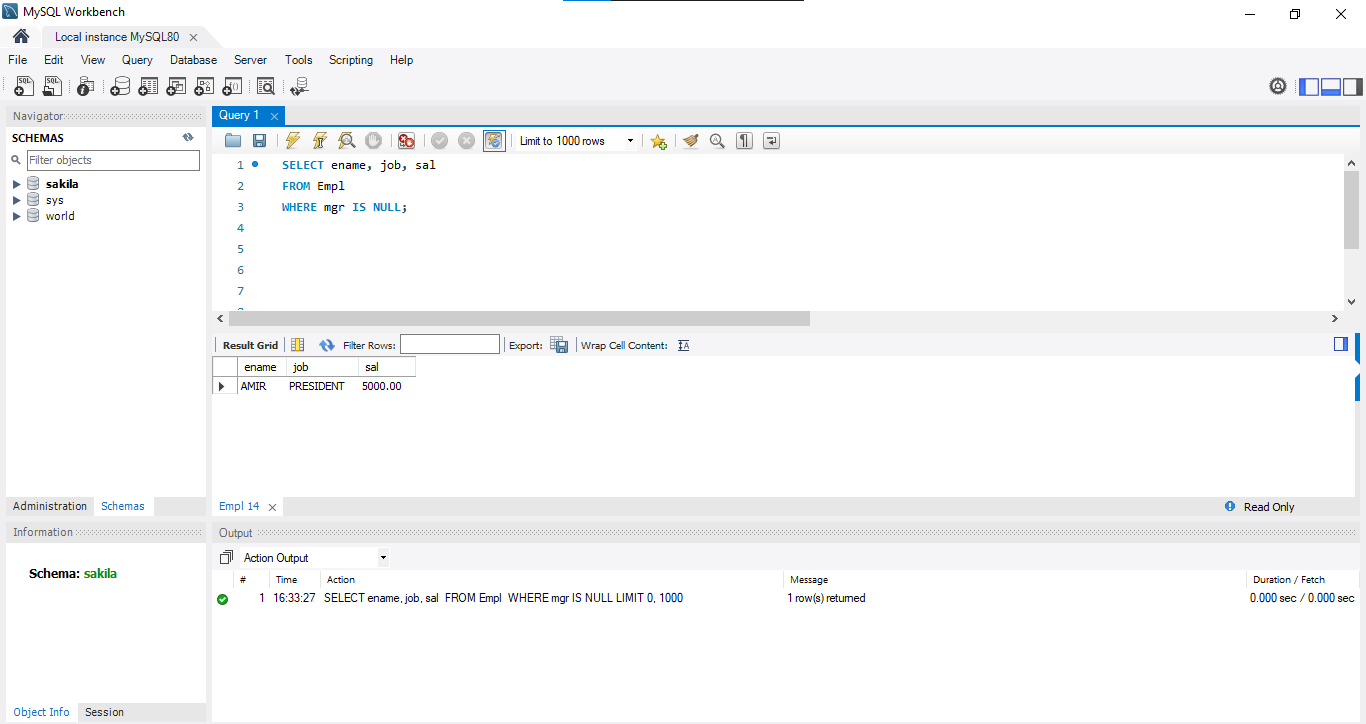 MySQL Workbench
Local instance MySQL80
File Edit View Query Database Server Tools Scripting Help
Navigator
SCHEMAS
Filter objects
sakila
sys
world
Administration Schemas
Information
Schema: sakila
Object Info Session
Query 1
Limit to 1000 rows
1 SELECT ename, job, sal
2 FROM Empl
3 WHERE mgr IS NULL;
4
5
6
7
Result Grid Filter Rows: Export: Wrap Cell Content:
ename job sal
AMIR PRESIDENT 5000.00
Empl 14 Read Only
Output
Action Output
# Time Action Message Duration / Fetch
1 16:33:27 SELECT ename, job, sal FROM Empl WHERE mgr IS NULL LIMIT 0, 1000 1 row(s) returned 0.000 sec / 0.000 sec